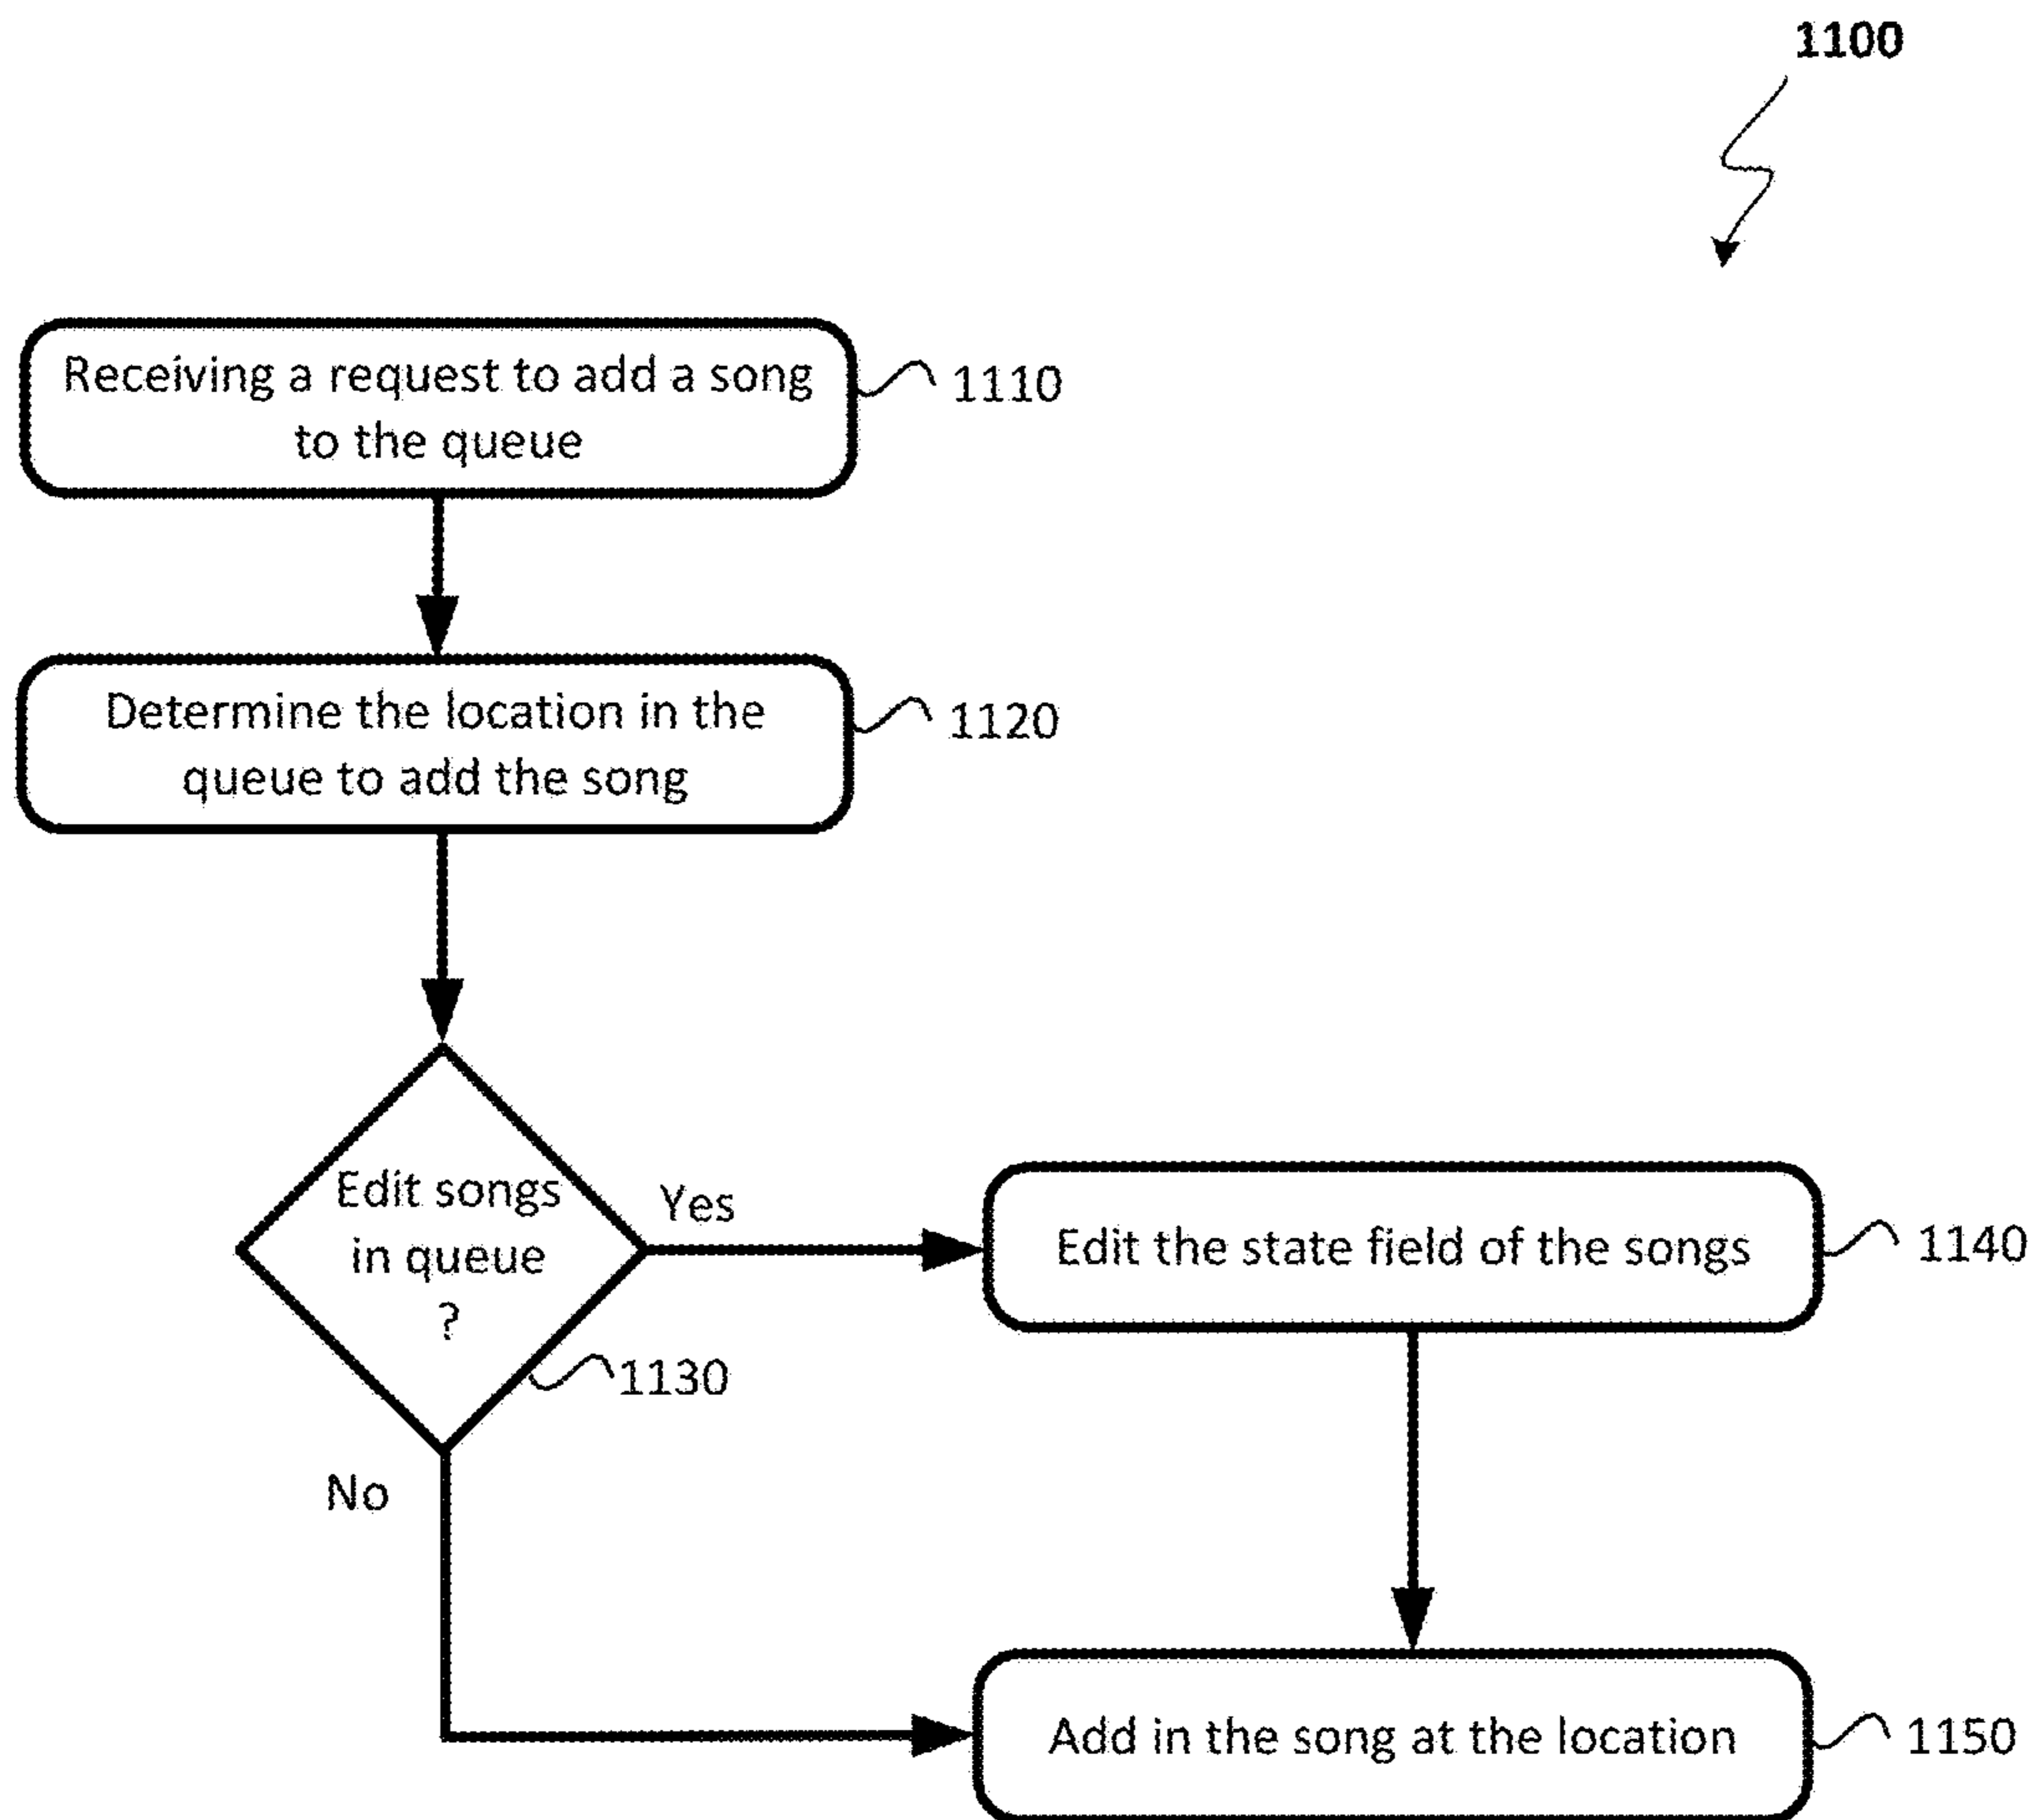 1100
Receiving a request to add a song
to the queue
1110
Determine the location in the
queue to add the song
1120
Edit songs
in queue
?
Yes
1130
No
Edit the state field of the songs
1140
Add in the song at the location
1150